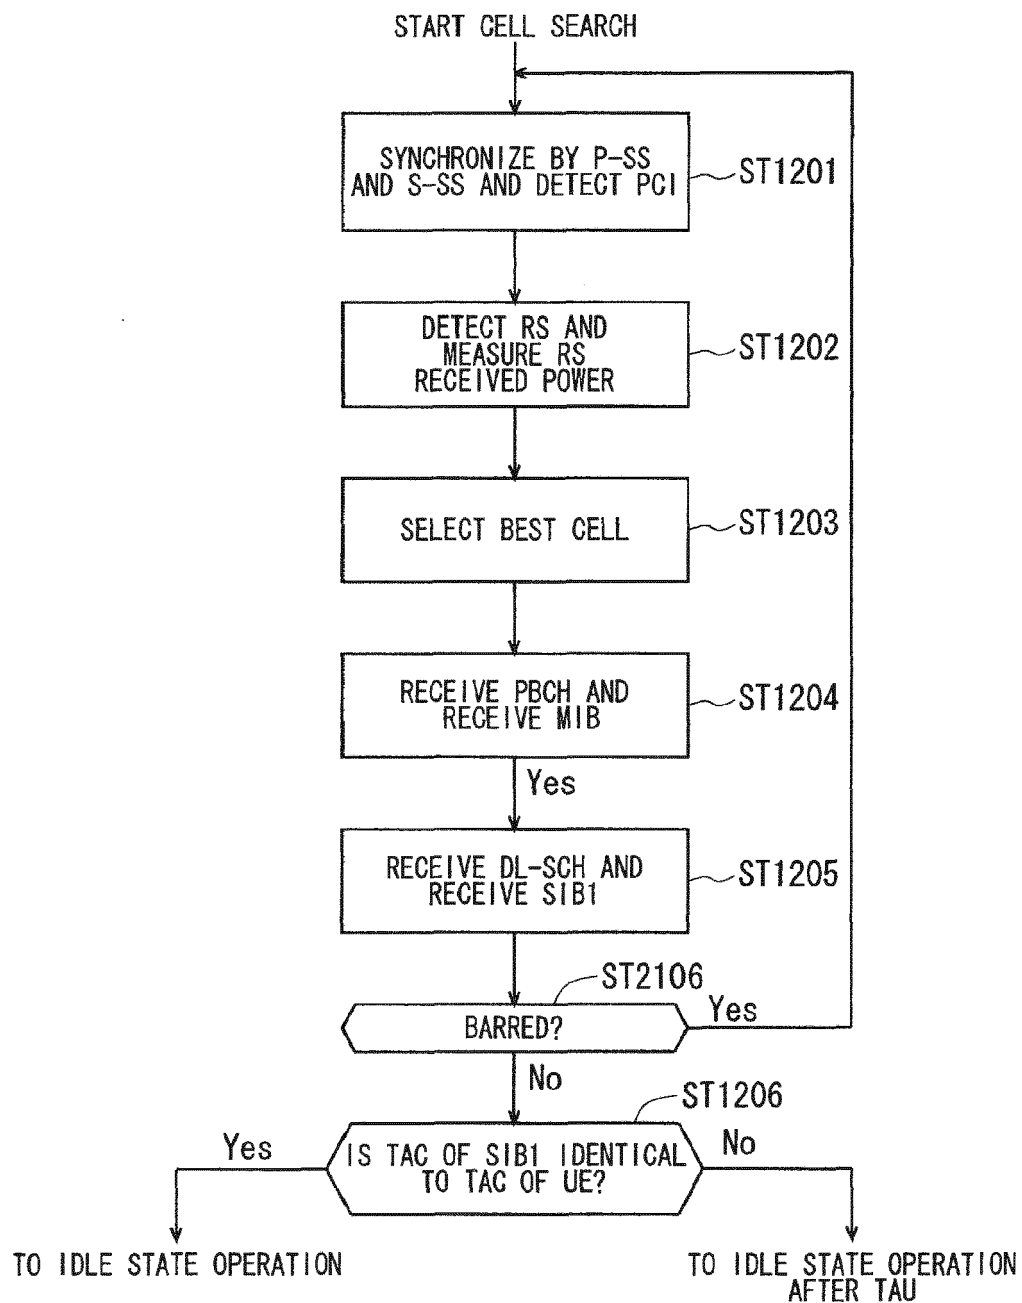 START CELL SEARCH
SYNCHRONIZE BY P-SS
AND S-SS AND DETECT PCI
ST1201
DETECT RS AND
MEASURE RS
RECEIVED POWER
ST1202
SELECT BEST CELL
ST1203
RECEIVE PBCH AND
RECEIVE MIB
ST1204
Yes
RECEIVE DL-SCH AND
RECEIVE SIB1
ST1205
ST2106
BARRED?
Yes
No
ST1206
IS TAC OF SIB1 IDENTICAL
TO TAC OF UE?
Yes
No
TO IDLE STATE OPERATION
TO IDLE STATE OPERATION
AFTER TAU